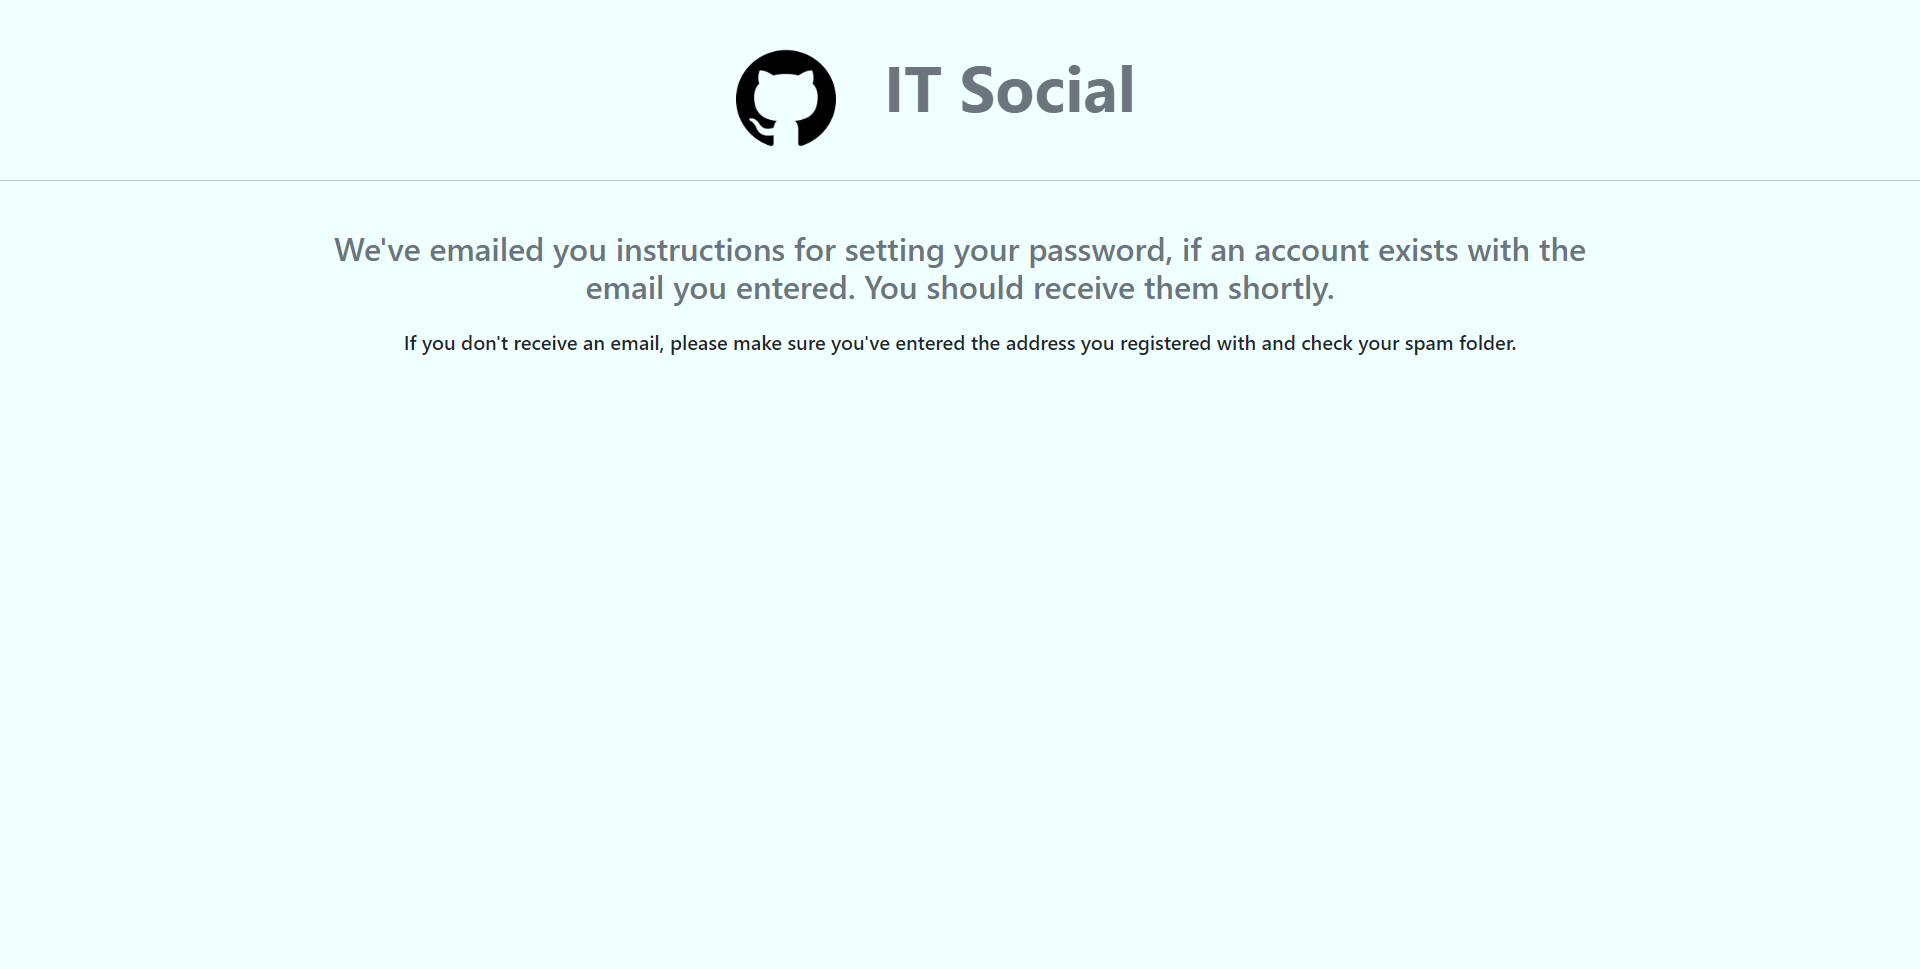 IT Social
We've emailed you instructions for setting your password, if an account exists with the
email you entered. You should receive them shortly.
If you don't receive an email, please make sure you've entered the address you registered with and check your spam folder.